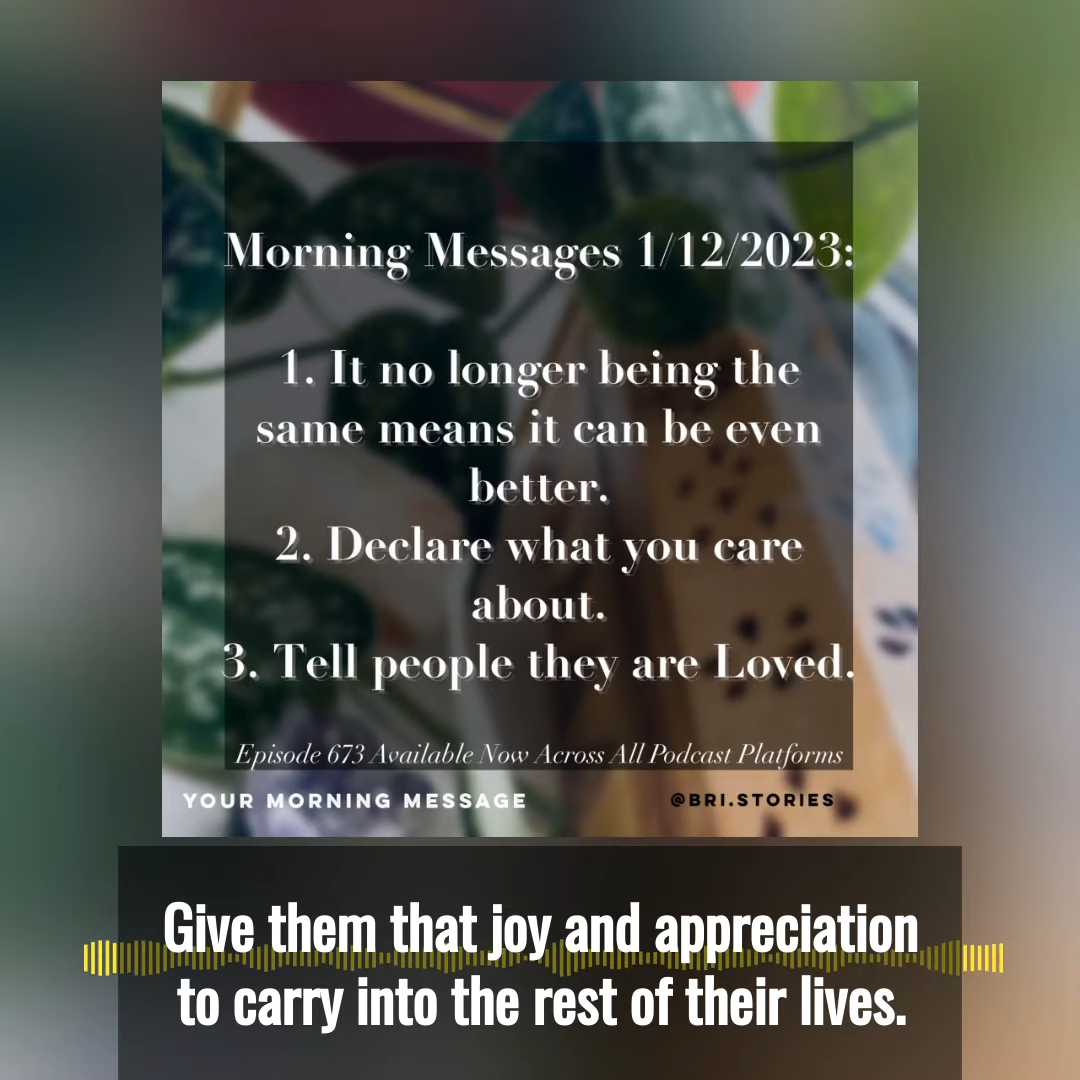 Morning Messages 1/12/2023:
1. It no longer being the
same means it can be even
better.
2. Declare what you care
about.
3. Tell people they are Loved.
Episode 673 Available Now Across All Podcast Platforms
YOUR MORNING MESSAGE
@BRI.STORIES
Give them that joy and appreciation
to carry into the rest of their lives.